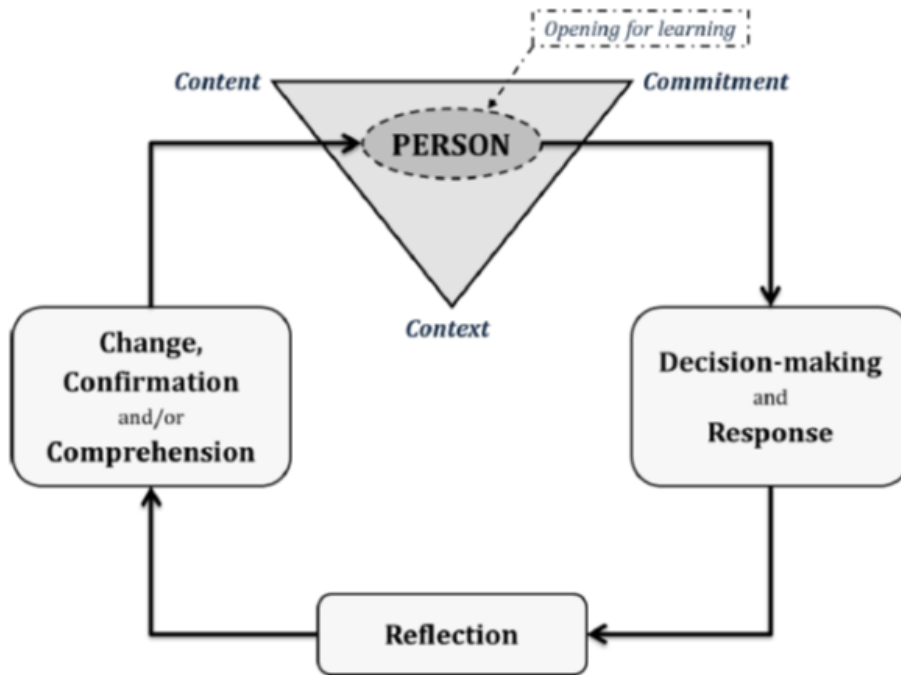 Opening for learning
Content
Commitment
PERSON
Context
Change,
Confirmation
and/or
Comprehension
Decision-making
and
Response
Reflection